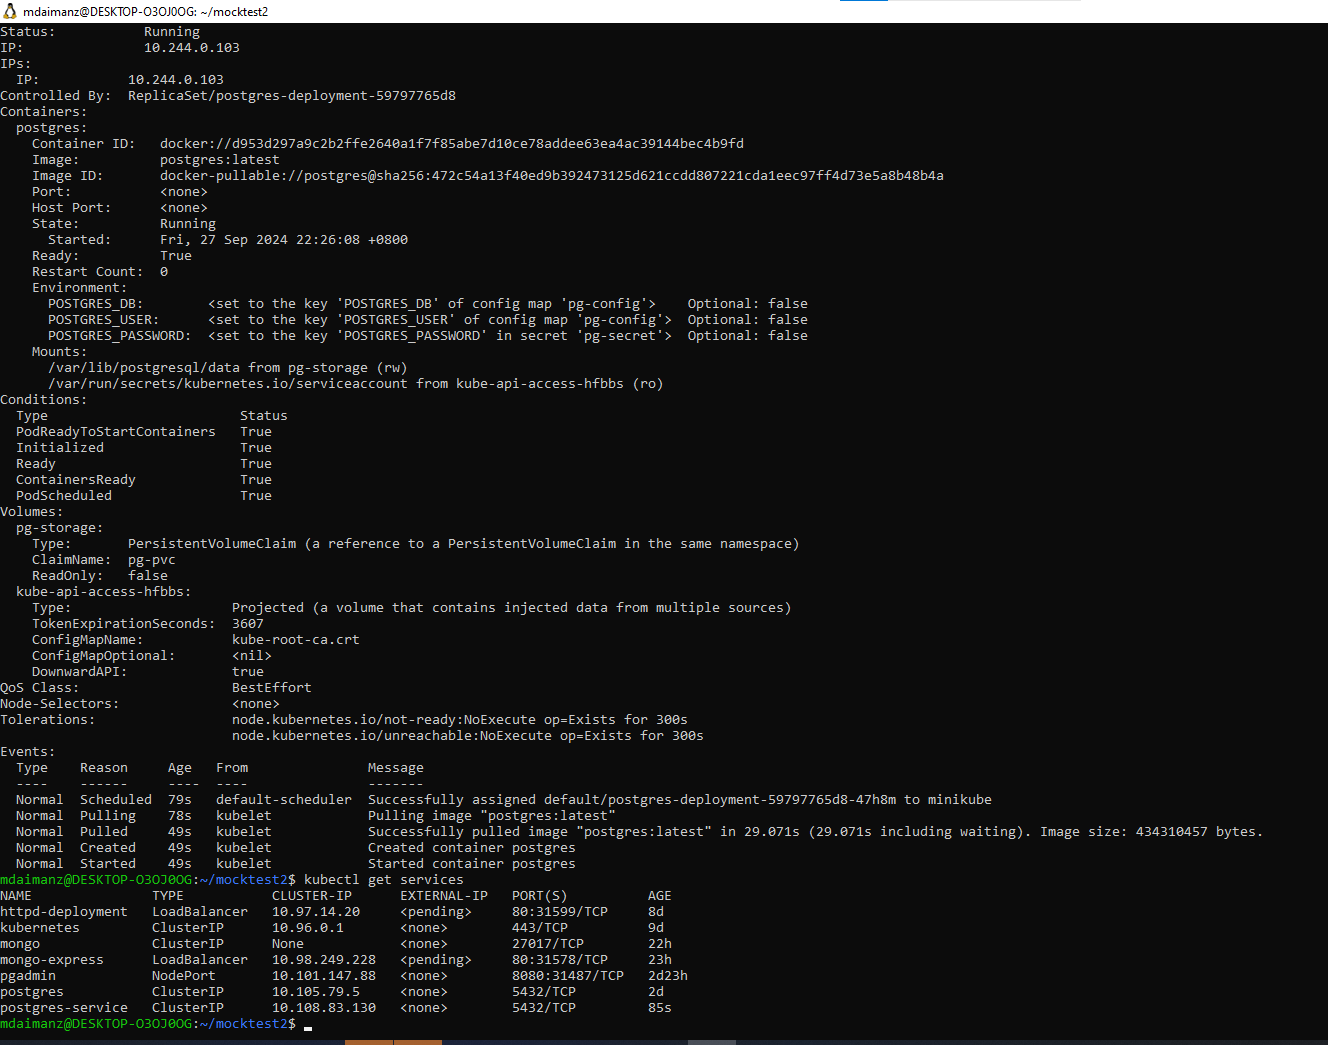 mdaimanz@DESKTOP-O3OJ0OG: ~/mocktest2
Status:           Running
IP:               10.244.0.103
IPs:
  IP:           10.244.0.103
Controlled By:  ReplicaSet/postgres-deployment-59797765d8
Containers:
  postgres:
    Container ID:   docker://d953d297a9c2b2ffe2640a1f7f85abe7d10ce78addee63ea4ac39144bec4b9fd
    Image:          postgres:latest
    Image ID:       docker-pullable://postgres@sha256:472c54a13f40ed9b392473125d621ccdd807221cda1eec97ff4d73e5a8b48b4a
    Port:           <none>
    Host Port:      <none>
    State:          Running
      Started:      Fri, 27 Sep 2024 22:26:08 +0800
    Ready:          True
    Restart Count:  0
    Environment:
      POSTGRES_DB:        <set to the key 'POSTGRES_DB' of config map 'pg-config'>    Optional: false
      POSTGRES_USER:      <set to the key 'POSTGRES_USER' of config map 'pg-config'>  Optional: false
      POSTGRES_PASSWORD:  <set to the key 'POSTGRES_PASSWORD' in secret 'pg-secret'>  Optional: false
    Mounts:
      /var/lib/postgresql/data from pg-storage (rw)
      /var/run/secrets/kubernetes.io/serviceaccount from kube-api-access-hfbbs (ro)
Conditions:
  Type                        Status
  PodReadyToStartContainers   True
  Initialized                 True
  Ready                       True
  ContainersReady             True
  PodScheduled                True
Volumes:
  pg-storage:
    Type:       PersistentVolumeClaim (a reference to a PersistentVolumeClaim in the same namespace)
    ClaimName:  pg-pvc
    ReadOnly:   false
  kube-api-access-hfbbs:
    Type:                    Projected (a volume that contains injected data from multiple sources)
    TokenExpirationSeconds:  3607
    ConfigMapName:           kube-root-ca.crt
    ConfigMapOptional:       <nil>
    DownwardAPI:             true
QoS Class:                   BestEffort
Node-Selectors:              <none>
Tolerations:                 node.kubernetes.io/not-ready:NoExecute op=Exists for 300s
                             node.kubernetes.io/unreachable:NoExecute op=Exists for 300s
Events:
  Type    Reason     Age   From               Message
  ----    ------     ----  ----               -------
  Normal  Scheduled  79s   default-scheduler  Successfully assigned default/postgres-deployment-59797765d8-47h8m to minikube
  Normal  Pulling    78s   kubelet            Pulling image "postgres:latest"
  Normal  Pulled     49s   kubelet            Successfully pulled image "postgres:latest" in 29.071s (29.071s including waiting). Image size: 434310457 bytes.
  Normal  Created    49s   kubelet            Created container postgres
  Normal  Started    49s   kubelet            Started container postgres
mdaimanz@DESKTOP-O3OJ0OG:~/mocktest2$ kubectl get services
NAME               TYPE           CLUSTER-IP      EXTERNAL-IP   PORT(S)          AGE
httpd-deployment   LoadBalancer   10.97.14.20     <pending>     80:31599/TCP     8d
kubernetes         ClusterIP      10.96.0.1       <none>        443/TCP          9d
mongo              ClusterIP      None            <none>        27017/TCP        22h
mongo-express      LoadBalancer   10.98.249.228   <pending>     80:31578/TCP     23h
pgadmin            NodePort       10.101.147.88   <none>        8080:31487/TCP   2d23h
postgres           ClusterIP      10.105.79.5     <none>        5432/TCP         2d
postgres-service   ClusterIP      10.108.83.130   <none>        5432/TCP         85s
mdaimanz@DESKTOP-O3OJ0OG:~/mocktest2$